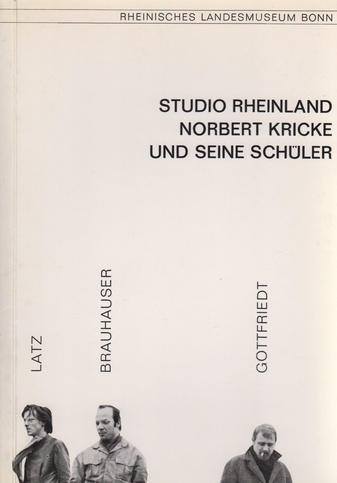 RHEINISCHES LANDESMUSEUM BONN
STUDIO RHEINLAND
NORBERT KRICKE
UND SEINE SCHÜLER
LATZ
BRAUHAUSER
GOTTFRIEDT